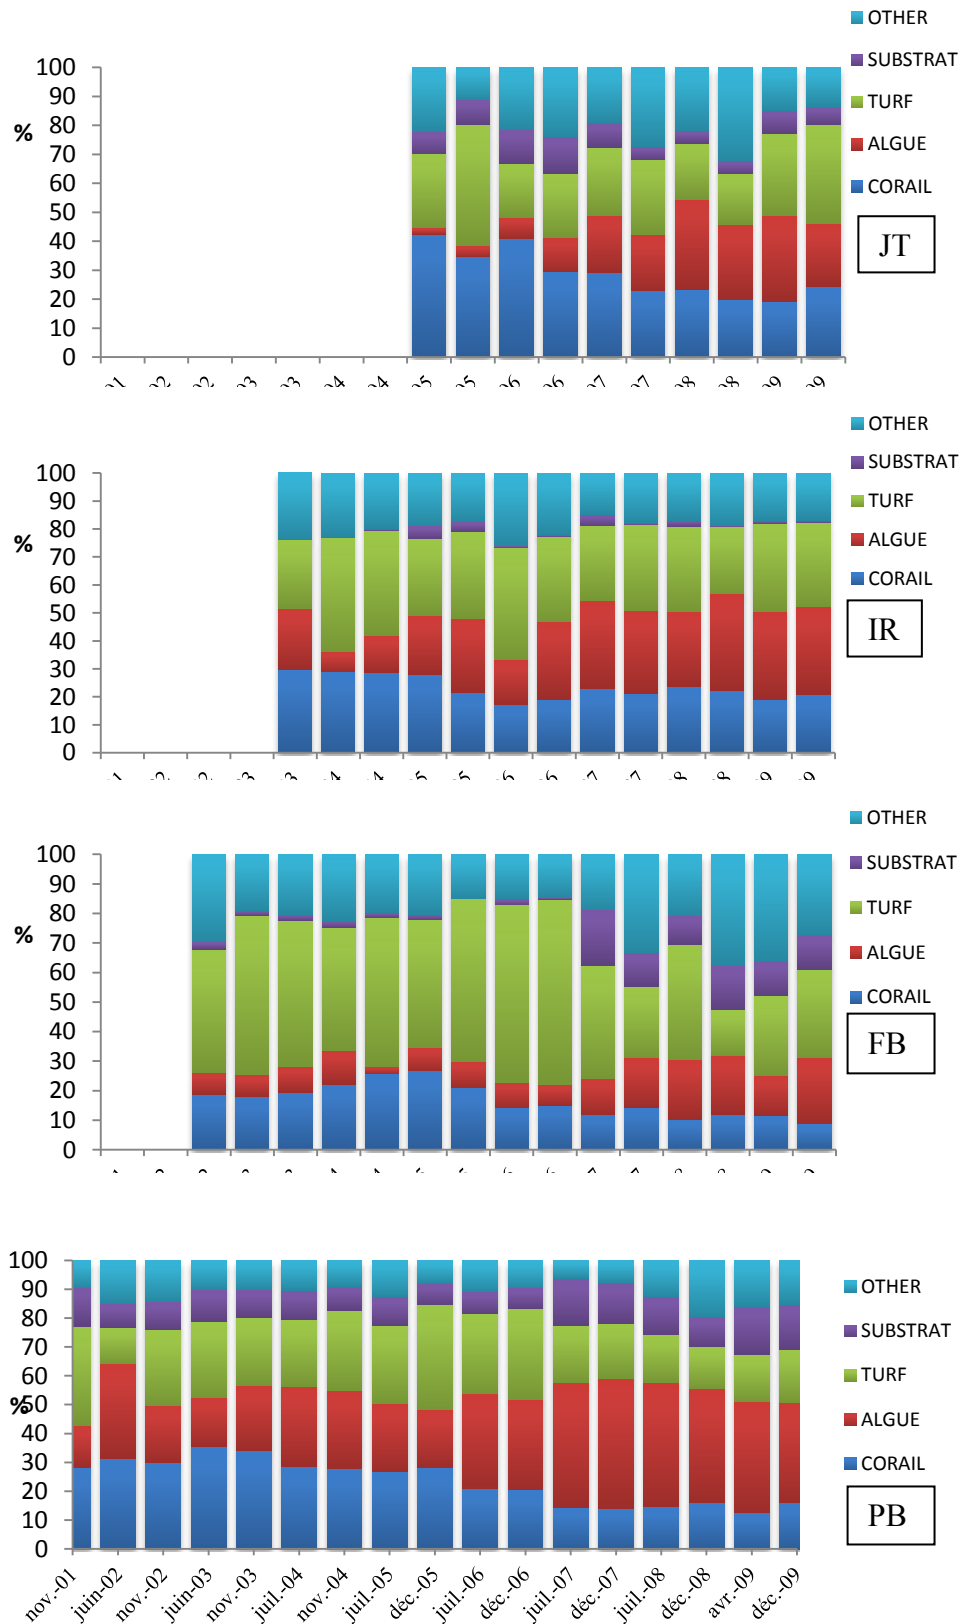 OTHER
SUBSTRAT
TURF
ALGUE
CORAIL
JT
%
100
90
80
70
60
50
40
30
20
10
0
OTHER
SUBSTRAT
TURF
ALGUE
CORAIL
IR
%
100
90
80
70
60
50
40
30
20
10
0
OTHER
SUBSTRAT
TURF
ALGUE
CORAIL
FB
%
100
90
80
70
60
50
40
30
20
10
0
OTHER
SUBSTRAT
TURF
ALGUE
CORAIL
PB
%
100
90
80
70
60
50
40
30
20
10
0
nov.-01
juin-02
nov.-02
juin-03
nov.-03
juil.-04
nov.-04
juil.-05
déc.-05
juil.-06
déc.-06
juil.-07
déc.-07
juil.-08
déc.-08
avr.-09
déc.-09